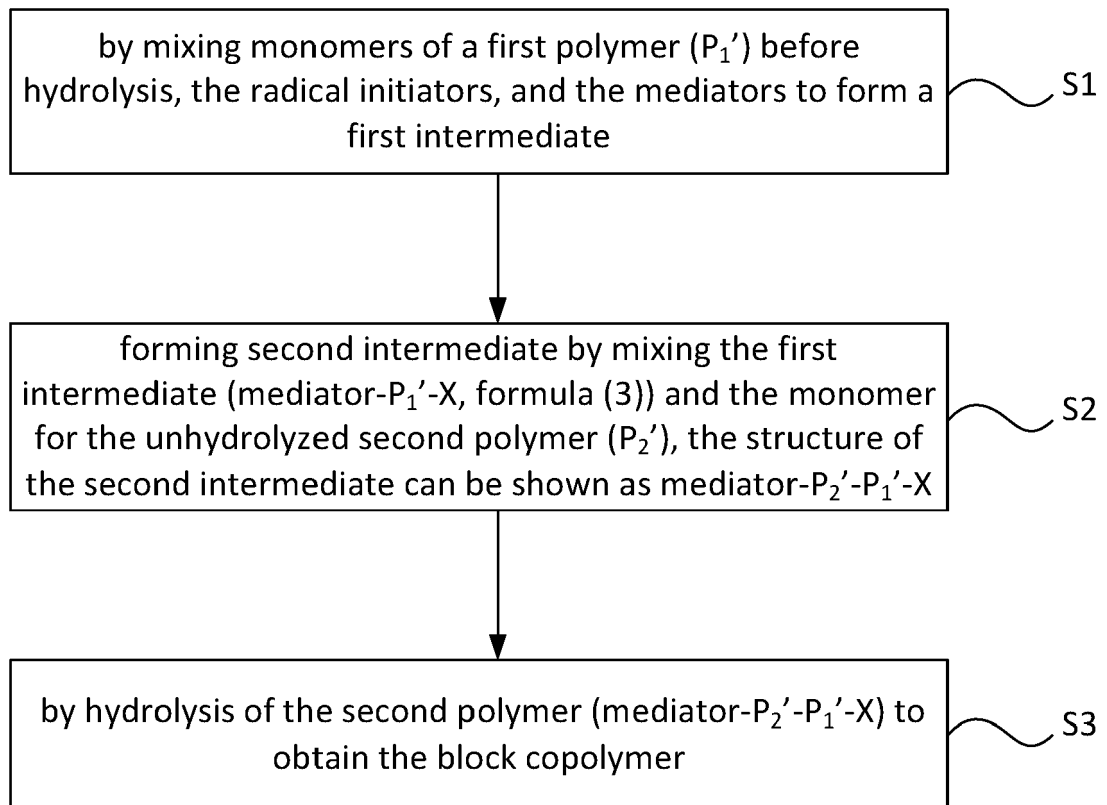 by mixing monomers of a first polymer (P₁’) before
hydrolysis, the radical initiators, and the mediators to form a
first intermediate
S1
forming second intermediate by mixing the first
intermediate (mediator-P₁’-X, formula (3)) and the monomer
for the unhydrolyzed second polymer (P₂’), the structure of
the second intermediate can be shown as mediator-P₂’-P₁’-X
S2
by hydrolysis of the second polymer (mediator-P₂’-P₁’-X) to
obtain the block copolymer
S3